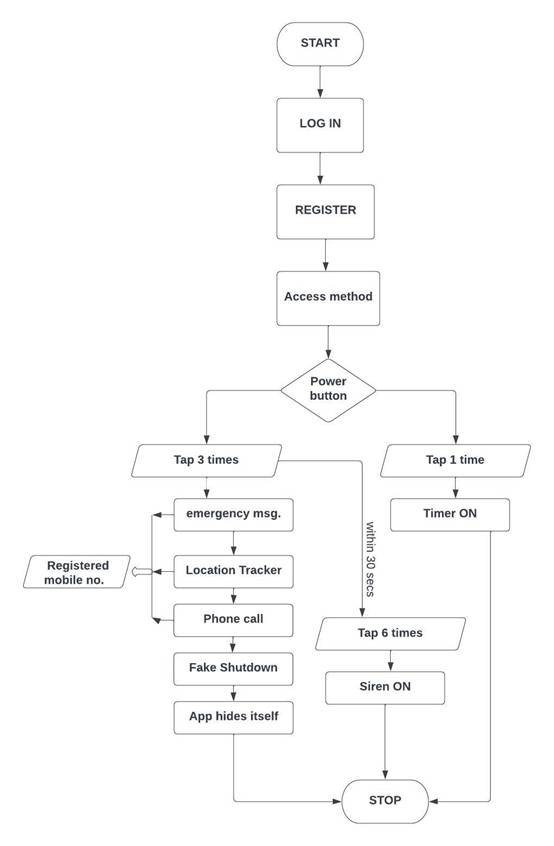 START
LOG IN
REGISTER
Access method
Power
button
Tap 3 times
Tap 1 time
emergency msg.
Timer ON
within 30 secs
Registered
mobile no.
Location Tracker
Phone call
Tap 6 times
Fake Shutdown
Siren ON
App hides itself
STOP